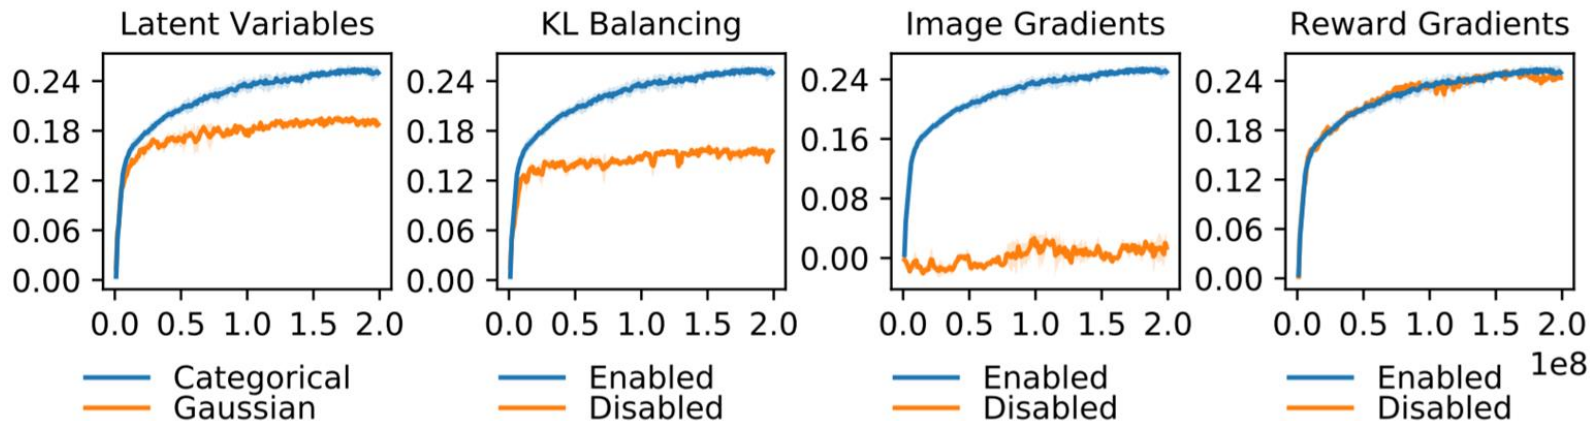 Latent Variables KL Balancing Image Gradients Reward Gradients
0.24 0.24 0.24 0.24
0.18 0.18 0.16 0.18
0.12 0.12 0.08 0.12
0.06 0.06 0.00 0.06
0.00 0.00 0.00
0.0 0.5 1.0 1.5 2.0 0.0 0.5 1.0 1.5 2.0 0.0 0.5 1.0 1.5 2.0 0.0 0.5 1.0 1.5 2.0
1e8
Categorical Enabled Enabled Enabled
Gaussian Disabled Disabled Disabled